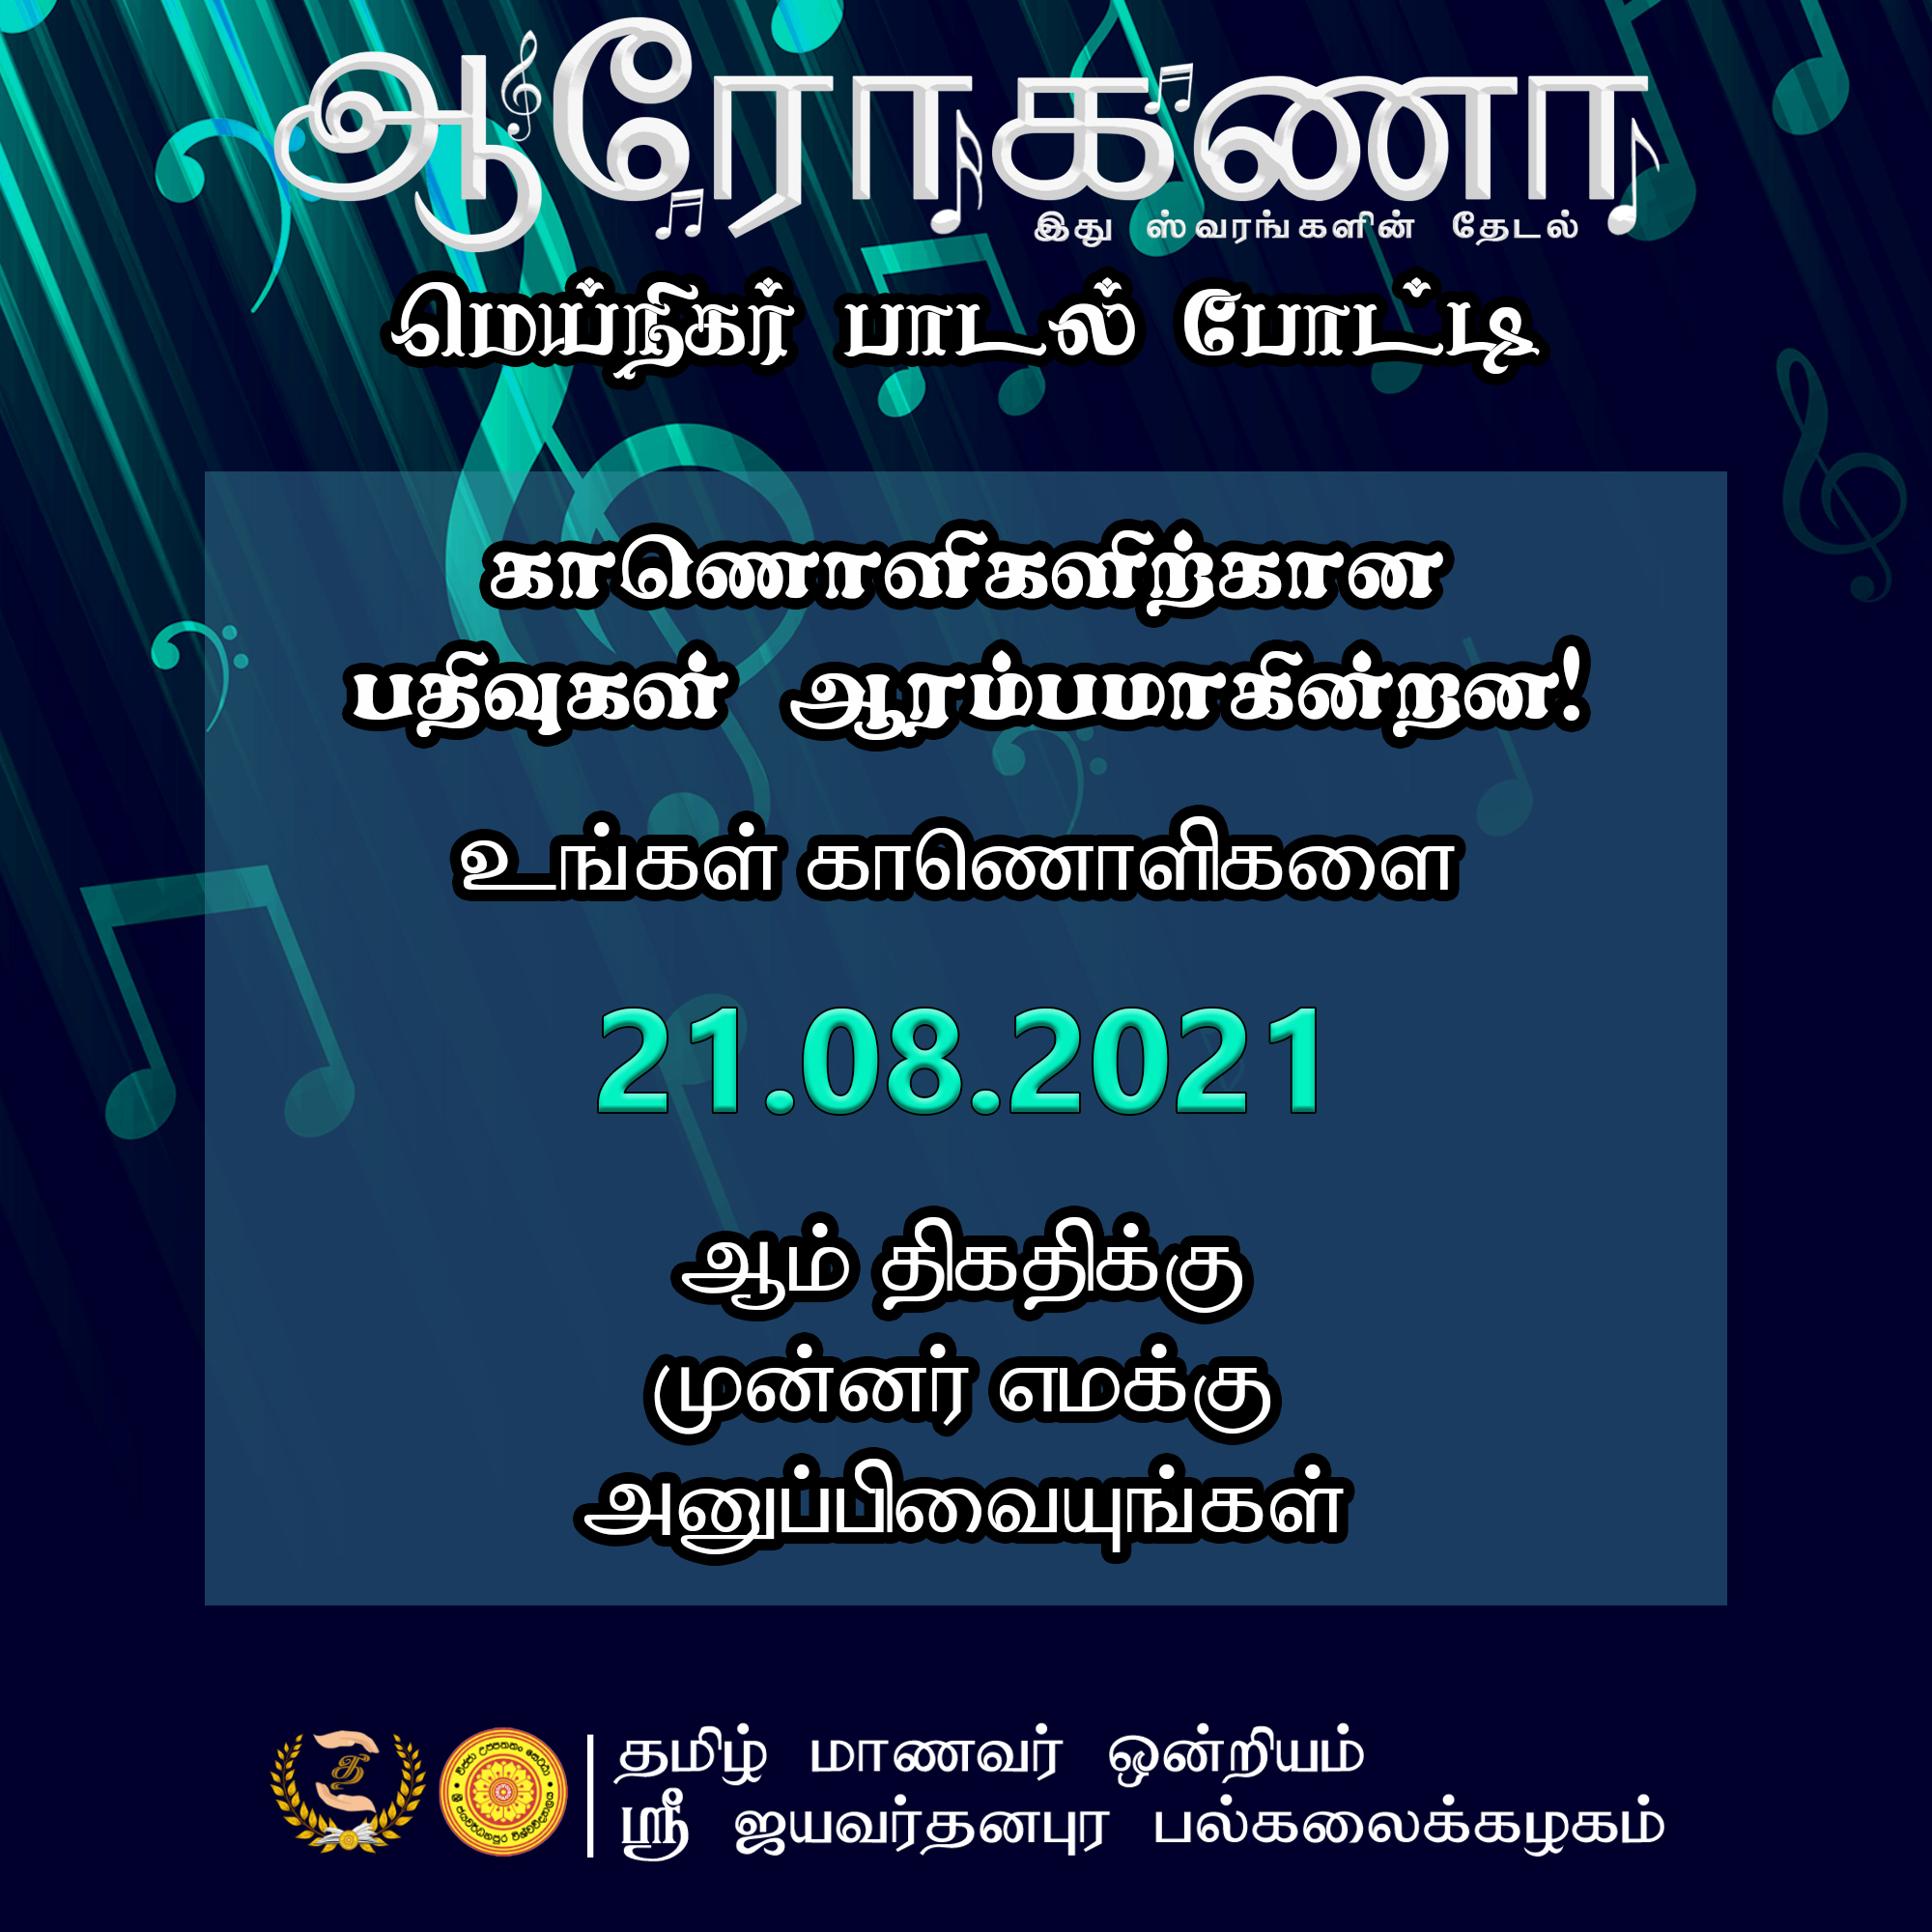 ஆரோகணா
இது ஸ்வரங்களின் தேடல்
மெய்நிகர் பாடல் போட்டி
காணொளிகளிற்கான
பதிவுகள் ஆரம்பமாகின்றன!
உங்கள் காணொளிகளை
21.08.2021
ஆம் திகதிக்கு
முன்னர் எமக்கு
அனுப்பிவையுங்கள்
த
தமிழ் மாணவர் ஒன்றியம்
ஸ்ரீ ஜயவர்தனபுர பல்கலைக்கழகம்